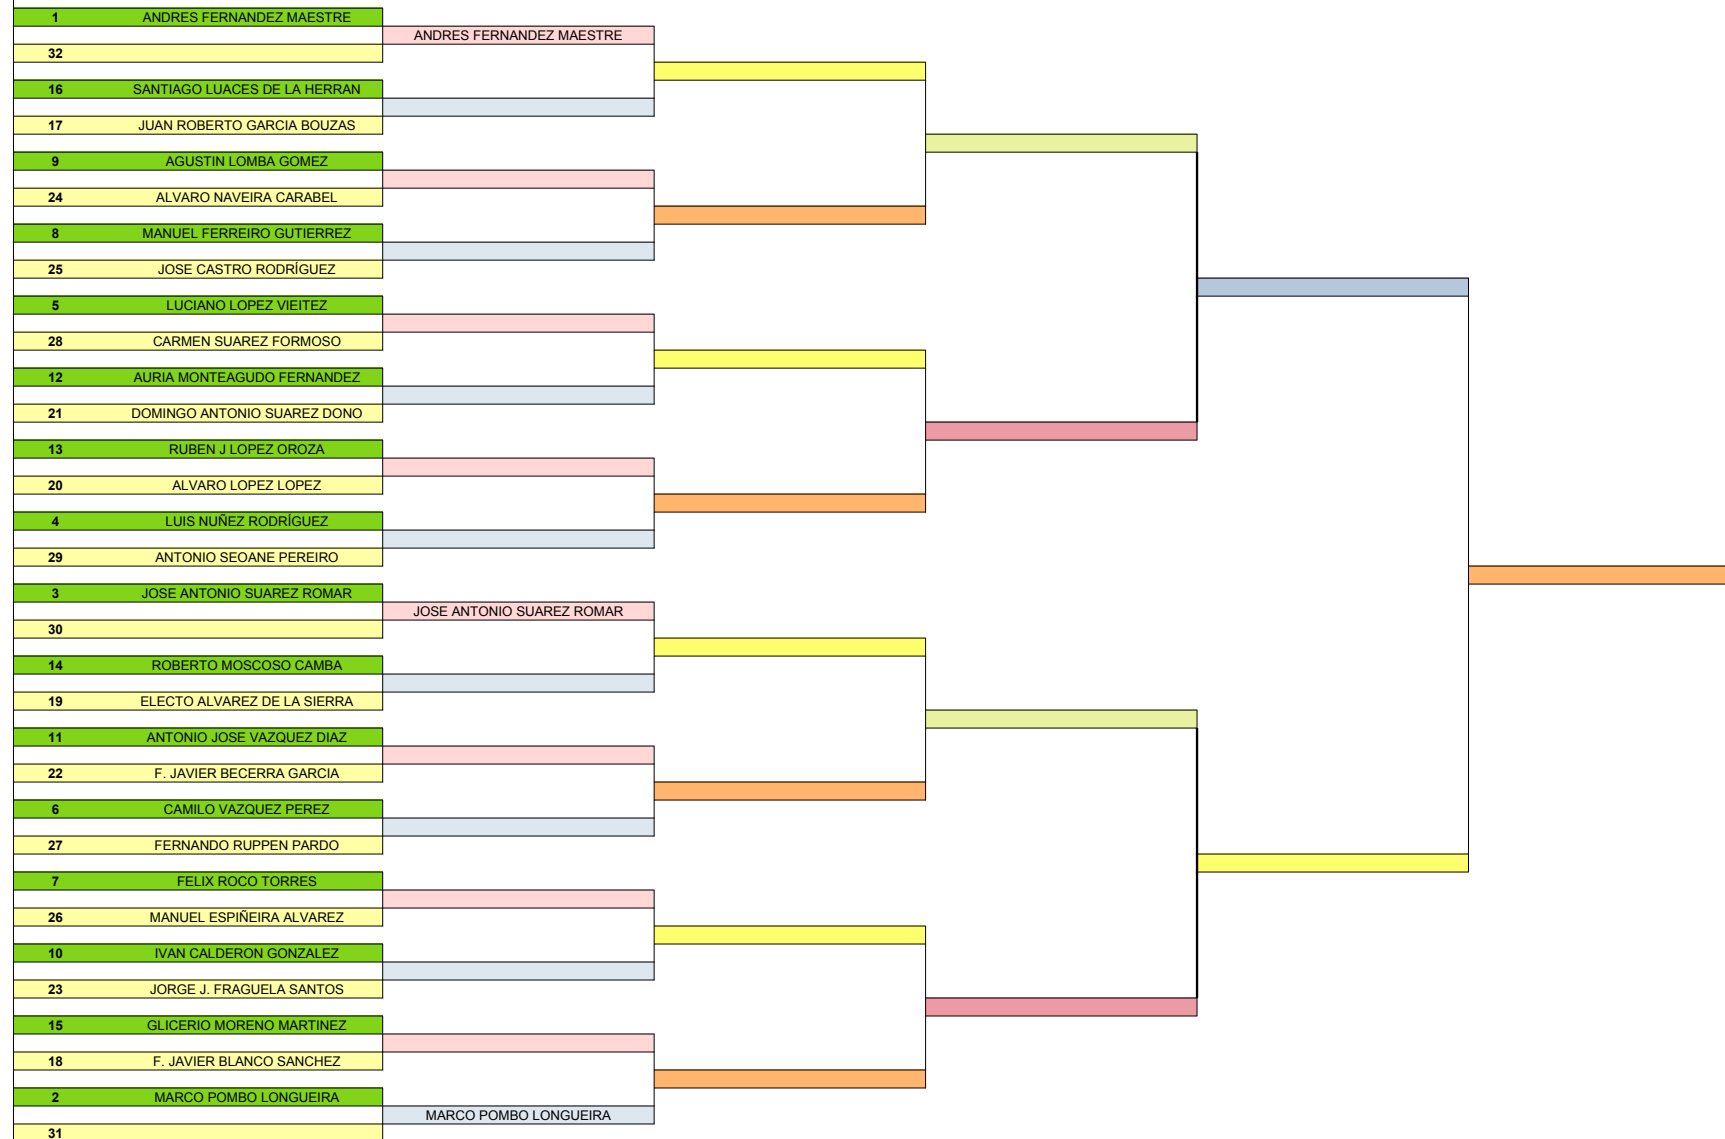 1 ANDRES FERNANDEZ MAESTRE
ANDRES FERNANDEZ MAESTRE
32
16 SANTIAGO LUACES DE LA HERRAN
17 JUAN ROBERTO GARCIA BOUZAS
9 AGUSTIN LOMBA GOMEZ
24 ALVARO NAVEIRA CARABEL
8 MANUEL FERREIRO GUTIERREZ
25 JOSE CASTRO RODRÍGUEZ
5 LUCIANO LOPEZ VIEITEZ
28 CARMEN SUAREZ FORMOSO
12 AURIA MONTEAGUDO FERNANDEZ
21 DOMINGO ANTONIO SUAREZ DONO
13 RUBEN J LOPEZ OROZA
20 ALVARO LOPEZ LOPEZ
4 LUIS NUÑEZ RODRÍGUEZ
29 ANTONIO SEOANE PEREIRO
3 JOSE ANTONIO SUAREZ ROMAR
JOSE ANTONIO SUAREZ ROMAR
30
14 ROBERTO MOSCOSO CAMBA
19 ELECTO ALVAREZ DE LA SIERRA
11 ANTONIO JOSE VAZQUEZ DIAZ
22 F. JAVIER BECERRA GARCIA
6 CAMILO VAZQUEZ PEREZ
27 FERNANDO RUPPEN PARDO
7 FELIX ROCO TORRES
26 MANUEL ESPIÑEIRA ALVAREZ
10 IVAN CALDERON GONZALEZ
23 JORGE J. FRAGUELA SANTOS
15 GLICERIO MORENO MARTINEZ
18 F. JAVIER BLANCO SANCHEZ
2 MARCO POMBO LONGUEIRA
MARCO POMBO LONGUEIRA
31